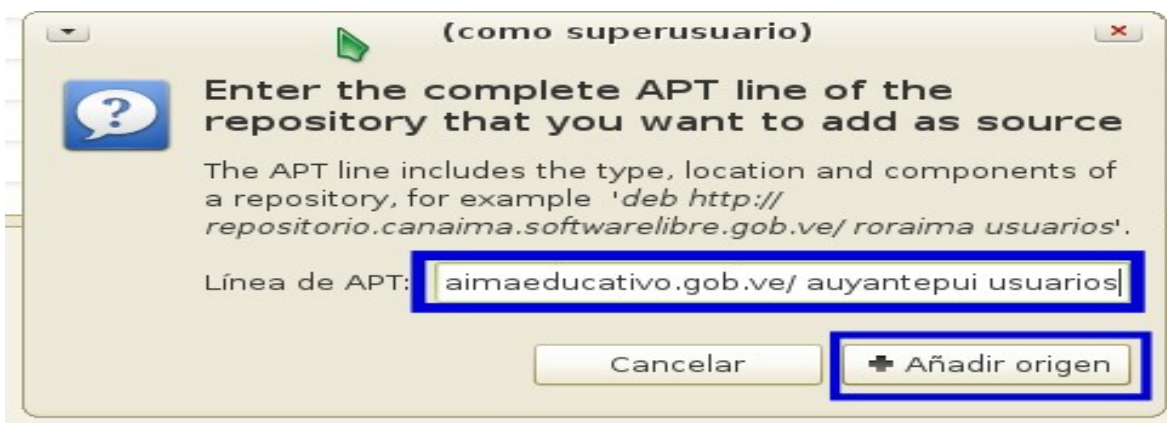 (como superusuario)
Enter the complete APT line of the
repository that you want to add as source
The APT line includes the type, location and components of
a repository, for example 'deb http://
repositorio.canaima.softwarelibre.gob.ve/ roraima usuarios'.
Línea de APT: aimaeducativo.gob.ve/ auyantepui usuarios
Cancelar
Añadir origen